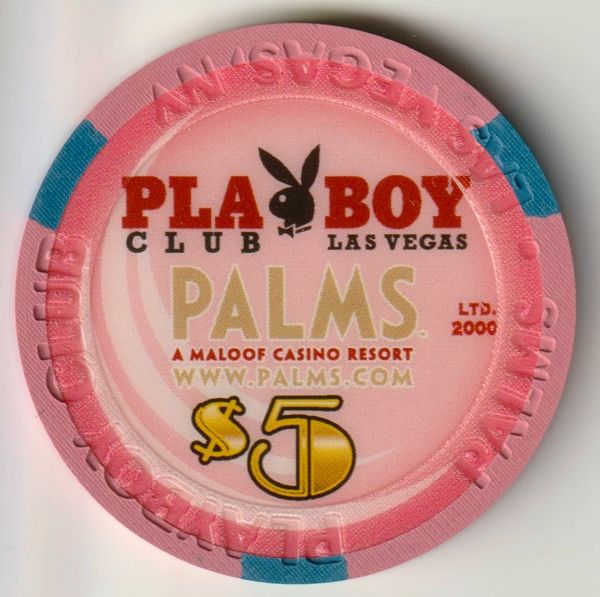 PLABOY
CLUB LAS VEGAS
PALMS
A MALOOF CASINO RESORT
WWW.PALMS.COM
LTD.
2000
$5
PLAYBOY CLUB
PALMS • LAS VEGAS, NV